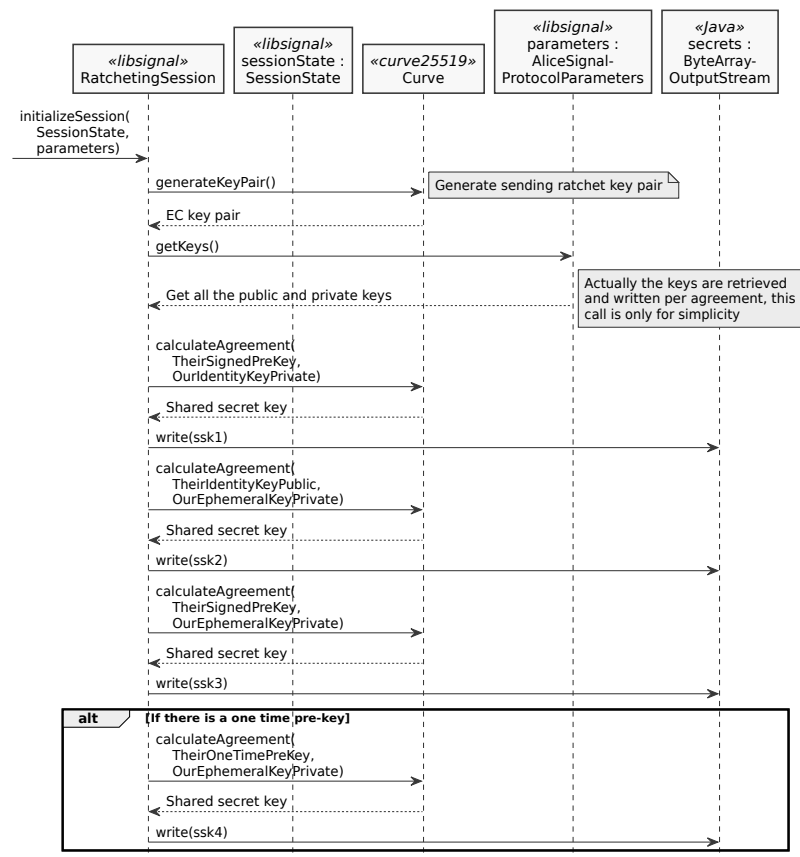 «libsignal»
RatchetingSession
«libsignal»
sessionState :
SessionState
«curve25519»
Curve
«libsignal»
parameters :
AliceSignal-
ProtocolParameters
«Java»
secrets :
ByteArray-
OutputStream
initializeSession(
SessionState,
parameters)
generateKeyPair()
Generate sending ratchet key pair
EC key pair
getKeys()
Actually the keys are retrieved
and written per agreement, this
call is only for simplicity
Get all the public and private keys
calculateAgreement(
TheirSignedPreKey,
OurIdentityKeyPrivate)
Shared secret key
write(ssk1)
calculateAgreement(
TheirIdentityKeyPublic,
OurEphemeralKeyPrivate)
Shared secret key
write(ssk2)
calculateAgreement(
TheirSignedPreKey,
OurEphemeralKeyPrivate)
Shared secret key
write(ssk3)
alt
[If there is a one time pre-key]
calculateAgreement(
TheirOneTimePreKey,
OurEphemeralKeyPrivate)
Shared secret key
write(ssk4)